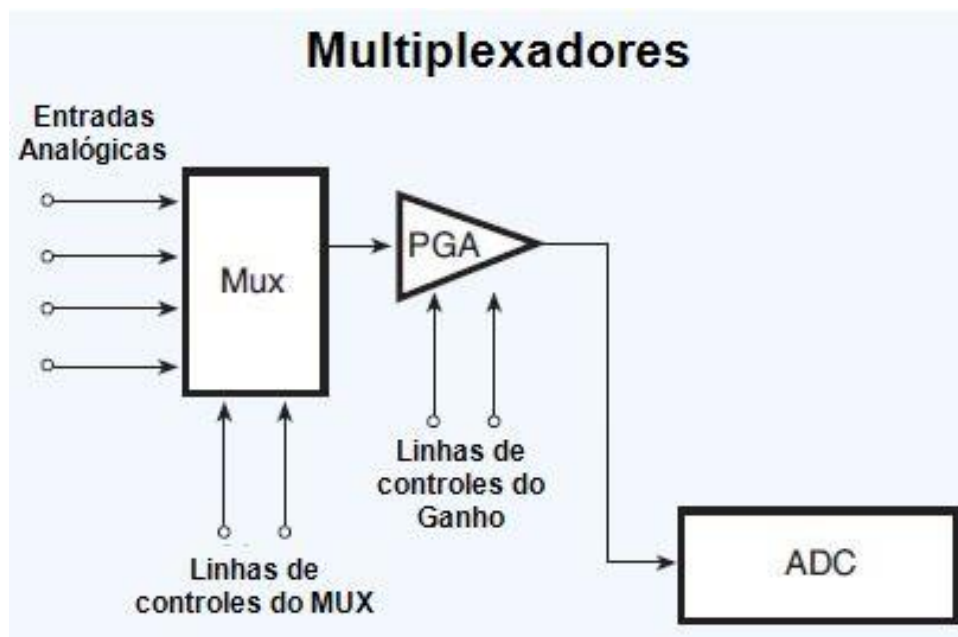 Multiplexadores
Entradas
Analógicas
Mux
PGA
Linhas de
controles do
Ganho
Linhas de
controles do MUX
ADC